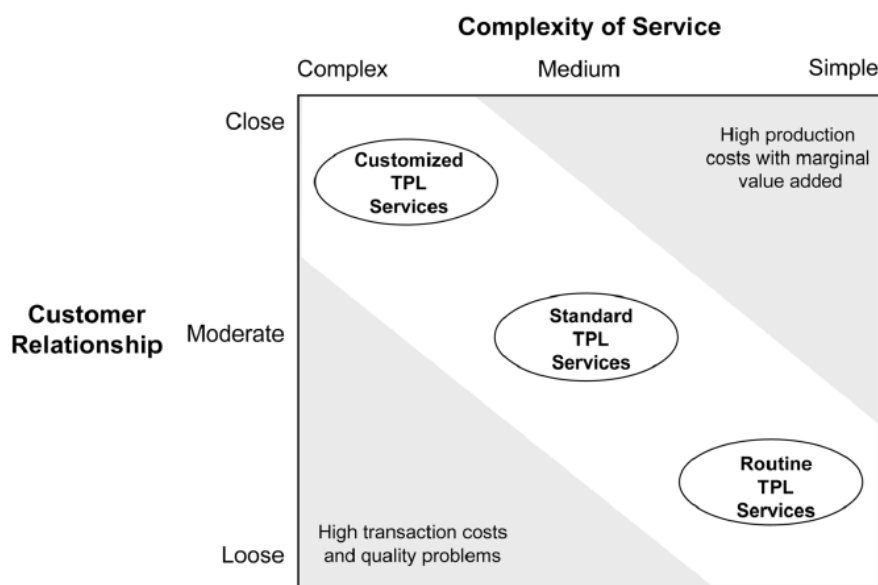 Complexity of Service
Complex Medium Simple
Close
High production
costs with marginal
value added
Customized
TPL
Services
Customer
Relationship
Moderate
Standard
TPL
Services
Routine
TPL
Services
High transaction costs
and quality problems
Loose